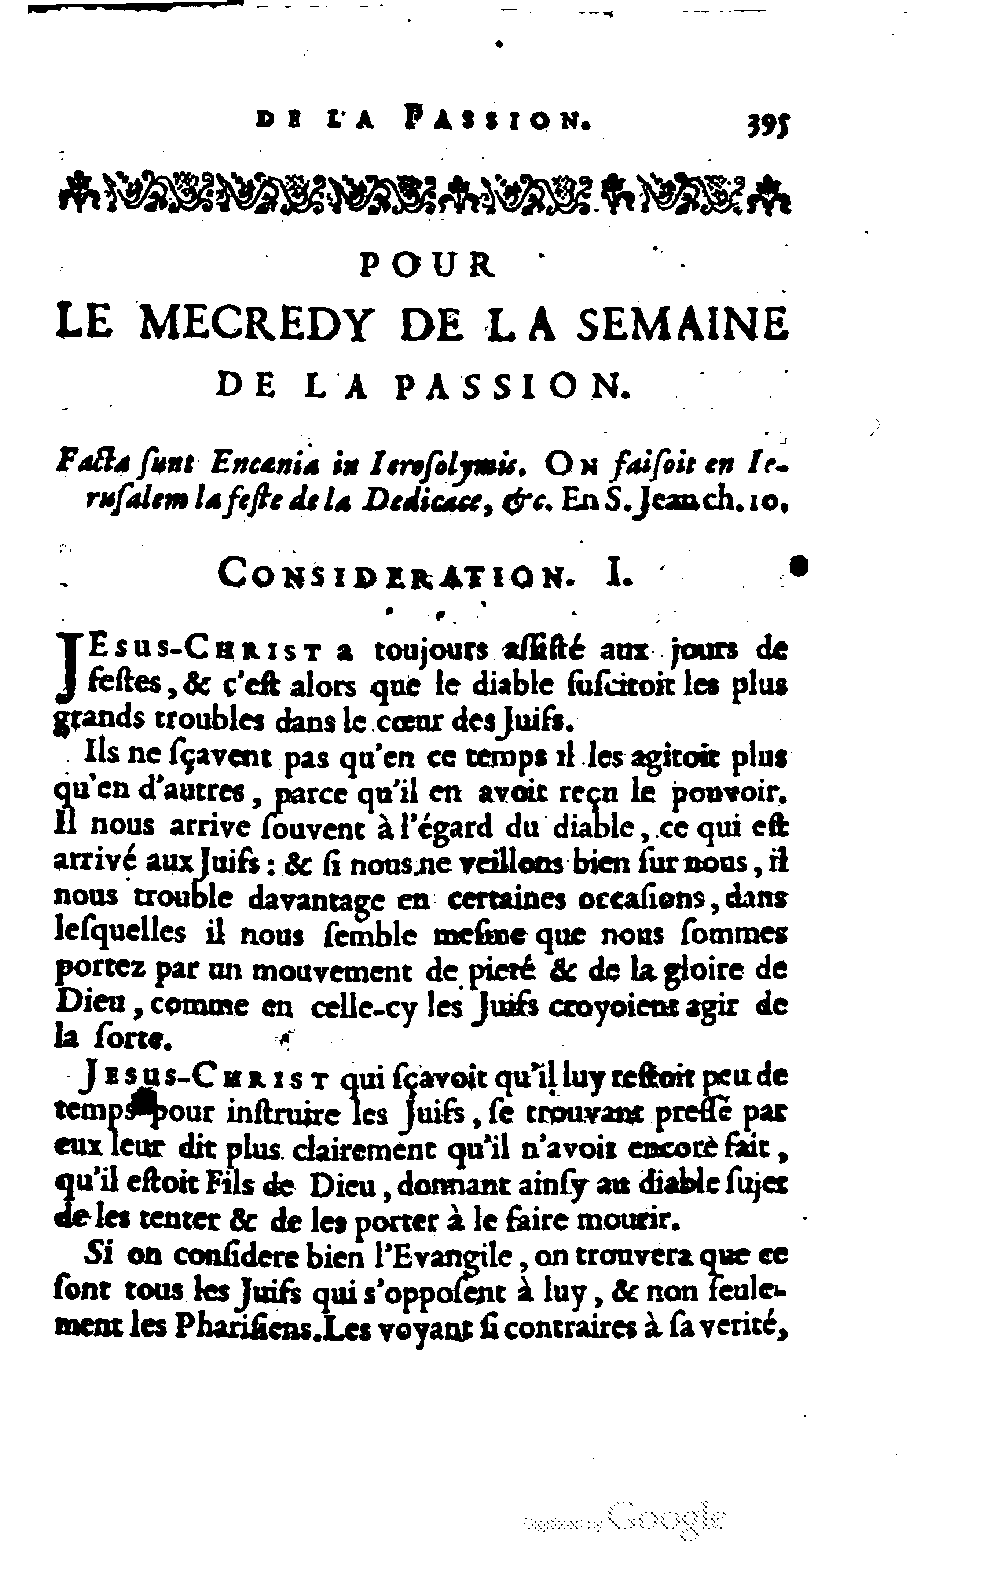 DE LA PASSION. 395
POUR
LE MECREDY DE LA SEMAINE
DE LA PASSION.
Facta ſunt Encænia in Ieroſolymis. ON faiſoit en Ie-
ruſalem la feſte de la Dedicace, &c. En S. Jean ch. 10.
CONSIDERATION. I.
JESUS-CHRIST a toujours aſſiſté aux jours de
feſtes, & c'eſt alors que le diable ſuſcitoit les plus
grands troubles dans le cœur des Juifs.
Ils ne ſçavent pas qu'en ce temps il les agitoit plus
qu'en d'autres, parce qu'il en avoit reçu le pouvoir.
Il nous arrive ſouvent à l'égard du diable, ce qui eſt
arrivé aux Juifs : & ſi nous ne veillons bien ſur nous, il
nous trouble davantage en certaines occaſions, dans
leſquelles il nous ſemble meſme que nous ſommes
portez par un mouvement de pieté & de la gloire de
Dieu, comme en celle-cy les Juifs croyoient agir de
la ſorte.
JESUS-CHRIST qui ſçavoit qu'il luy reſtoit peu de
temps pour inſtruire les Juifs, ſe trouvant preſſé par
eux leur dit plus clairement qu'il n'avoit encore fait,
qu'il eſtoit Fils de Dieu, donnant ainſy au diable ſujet
de les tenter & de les porter à le faire mourir.
Si on conſidere bien l'Evangile, on trouvera que ce
ſont tous les Juifs qui s'oppoſent à luy, & non ſeule-
ment les Phariſiens. Les voyant ſi contraires à ſa verité,
Digitized by Google